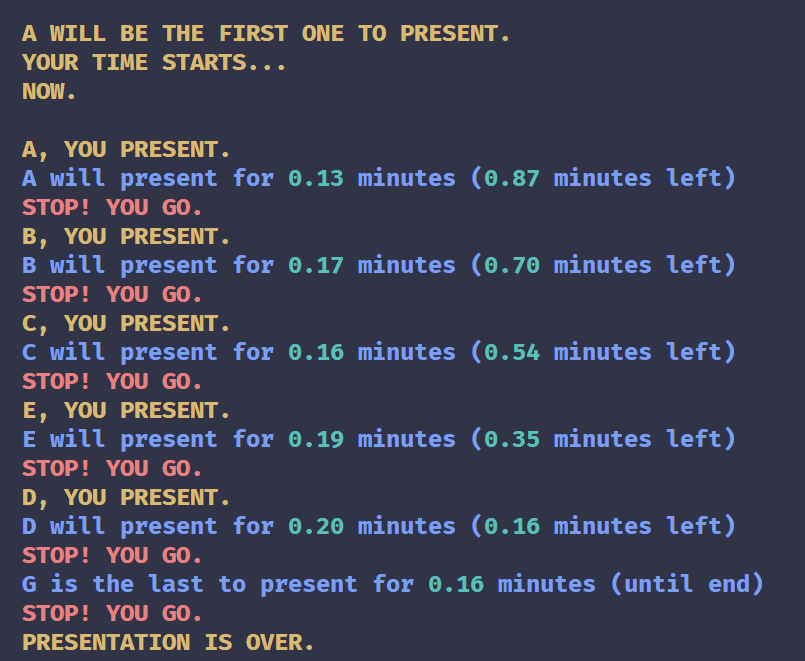 A WILL BE THE FIRST ONE TO PRESENT.
YOUR TIME STARTS...
NOW.
A, YOU PRESENT.
A will present for 0.13 minutes (0.87 minutes left)
STOP! YOU GO.
B, YOU PRESENT.
B will present for 0.17 minutes (0.70 minutes left)
STOP! YOU GO.
C, YOU PRESENT.
C will present for 0.16 minutes (0.54 minutes left)
STOP! YOU GO.
E, YOU PRESENT.
E will present for 0.19 minutes (0.35 minutes left)
STOP! YOU GO.
D, YOU PRESENT.
D will present for 0.20 minutes (0.16 minutes left)
STOP! YOU GO.
G is the last to present for 0.16 minutes (until end)
STOP! YOU GO.
PRESENTATION IS OVER.